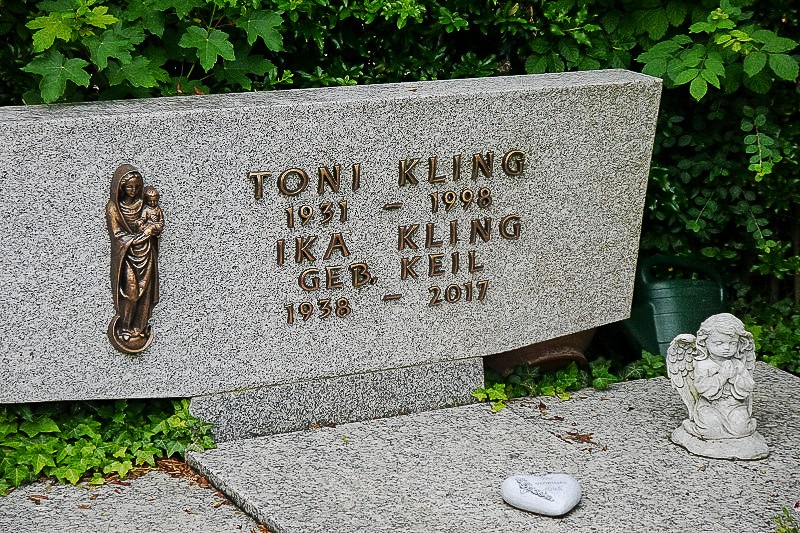 TONI KLING
1931 – 1998
IKA KLING
GEB. KEIL
1938 – 2017